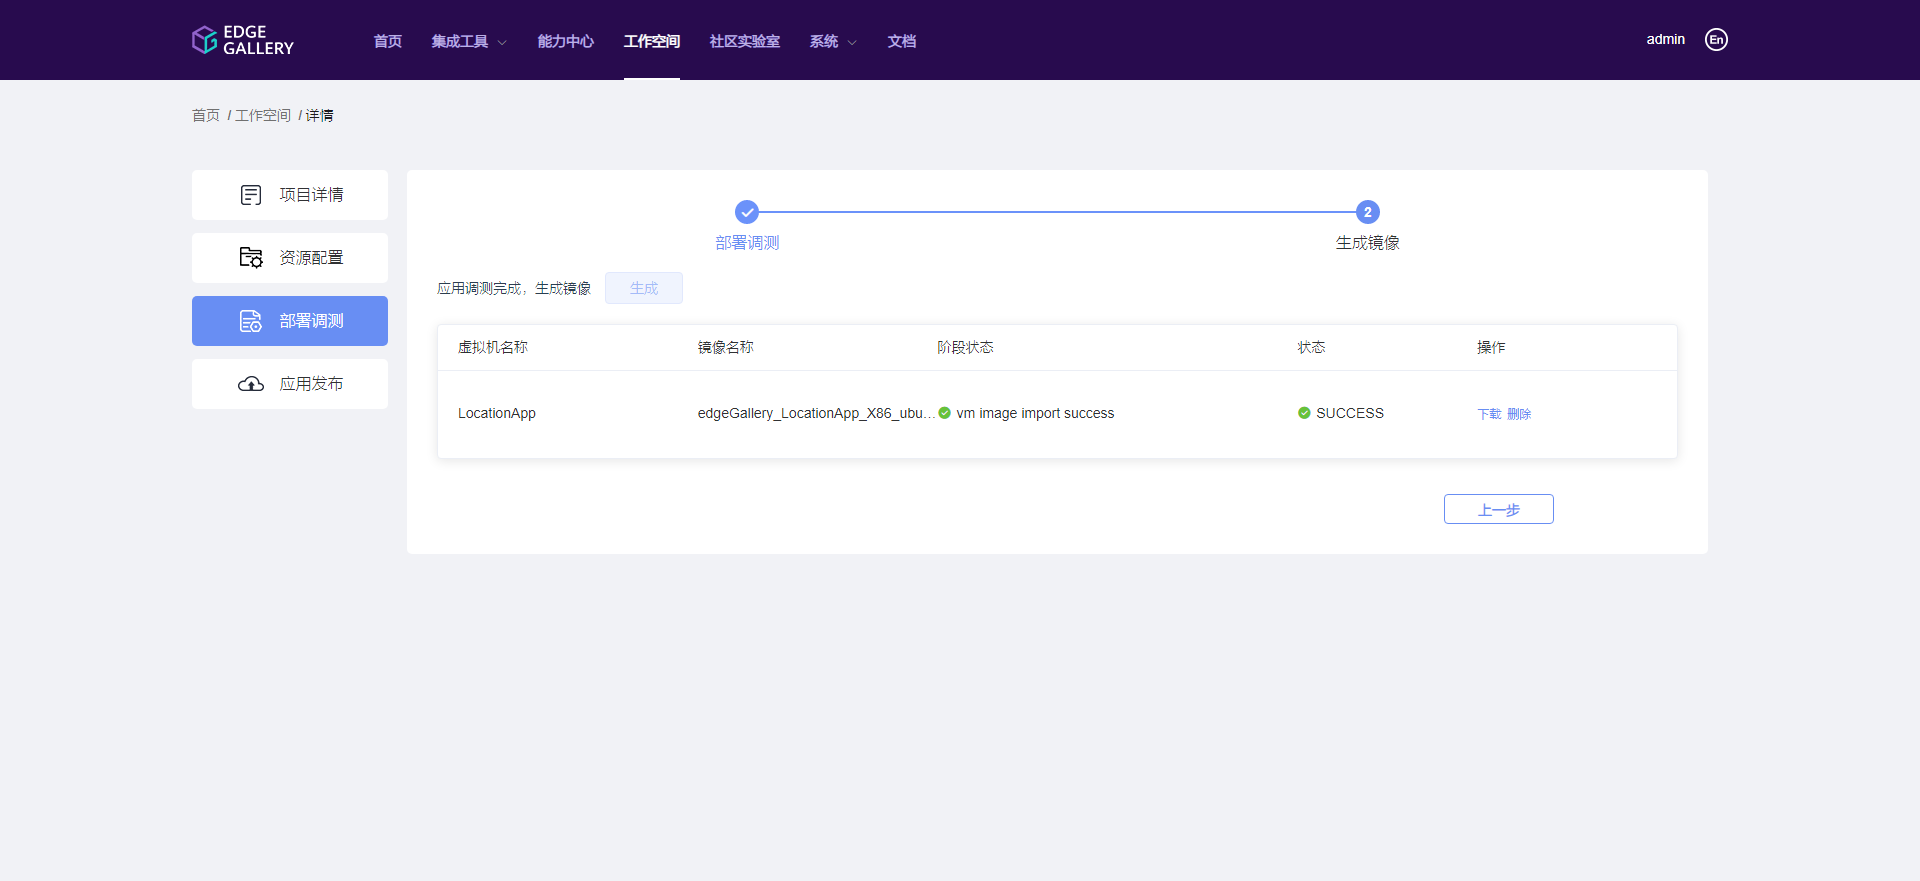 EDGE GALLERY
首页 集成工具 能力中心 工作空间 社区实验室 系统 文档 admin En
首页 / 工作空间 / 详情
项目详情
资源配置
部署调测
应用发布
2
部署调测 生成镜像
应用调测完成，生成镜像 生成
虚拟机名称 镜像名称 阶段状态 状态 操作
LocationApp edgeGallery_LocationApp_X86_ubu... vm image import success SUCCESS 下载 删除
上一步